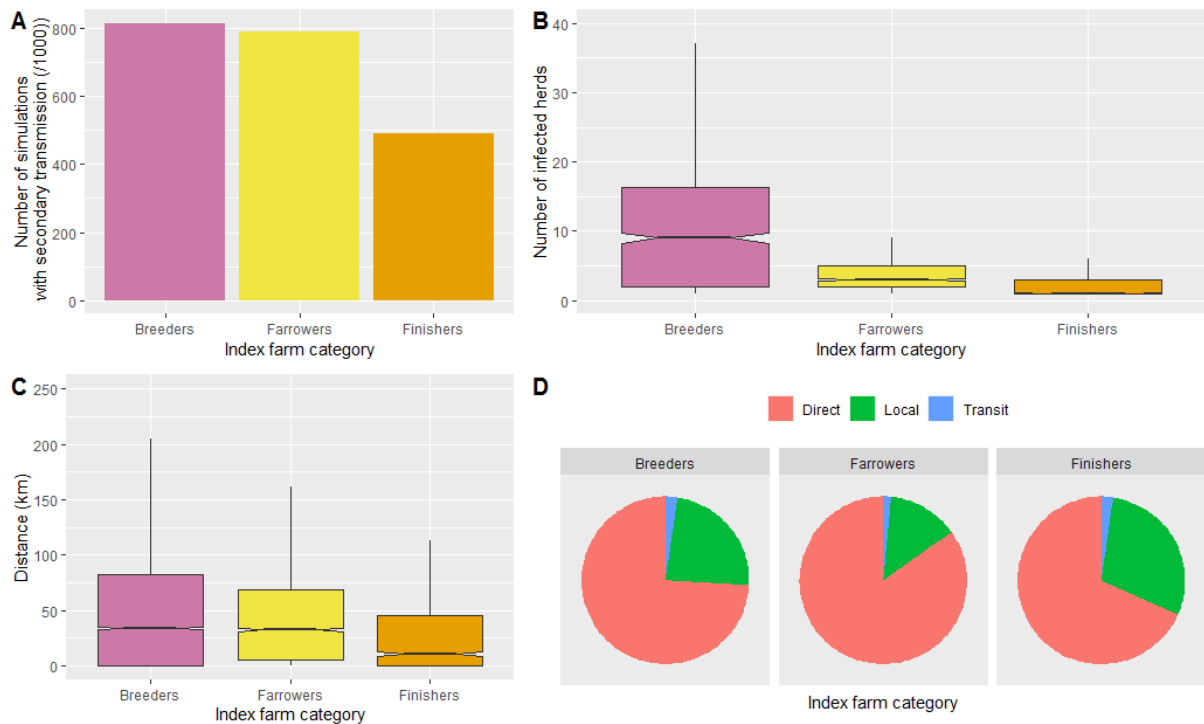 A
Number of simulations
with secondary transmission (/1000))
800
600
400
200
0
Breeders Farrowers Finishers
Index farm category
B
Number of infected herds
40
30
20
10
0
Breeders Farrowers Finishers
Index farm category
C
Distance (km)
250
200
150
100
50
0
Breeders Farrowers Finishers
Index farm category
D
Direct Local Transit
Breeders Farrowers Finishers
Index farm category